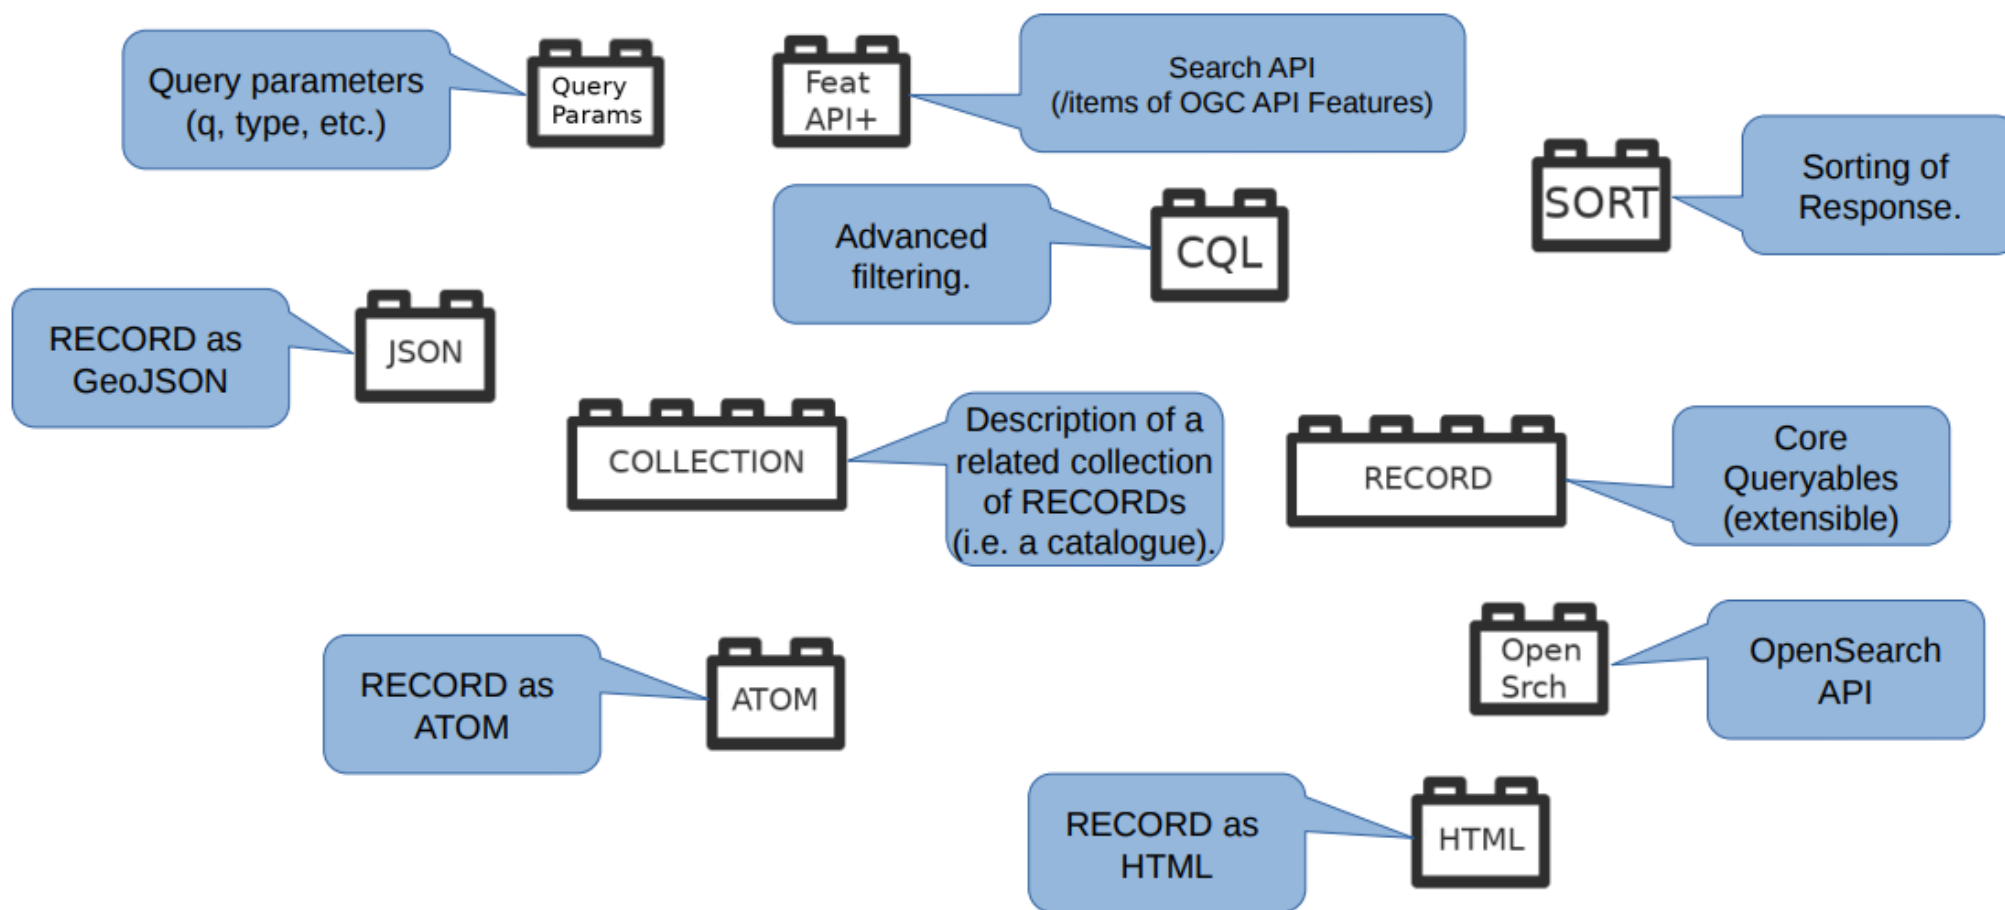 Query parameters
(q, type, etc.)
Query
Params
Feat
API+
Search API
(/items of OGC API Features)
SORT
Sorting of
Response.
Advanced
filtering.
CQL
RECORD as
GeoJSON
JSON
COLLECTION
Description of a
related collection
of RECORDs
(i.e. a catalogue).
RECORD
Core
Queryables
(extensible)
RECORD as
ATOM
ATOM
Open
Srch
OpenSearch
API
RECORD as
HTML
HTML